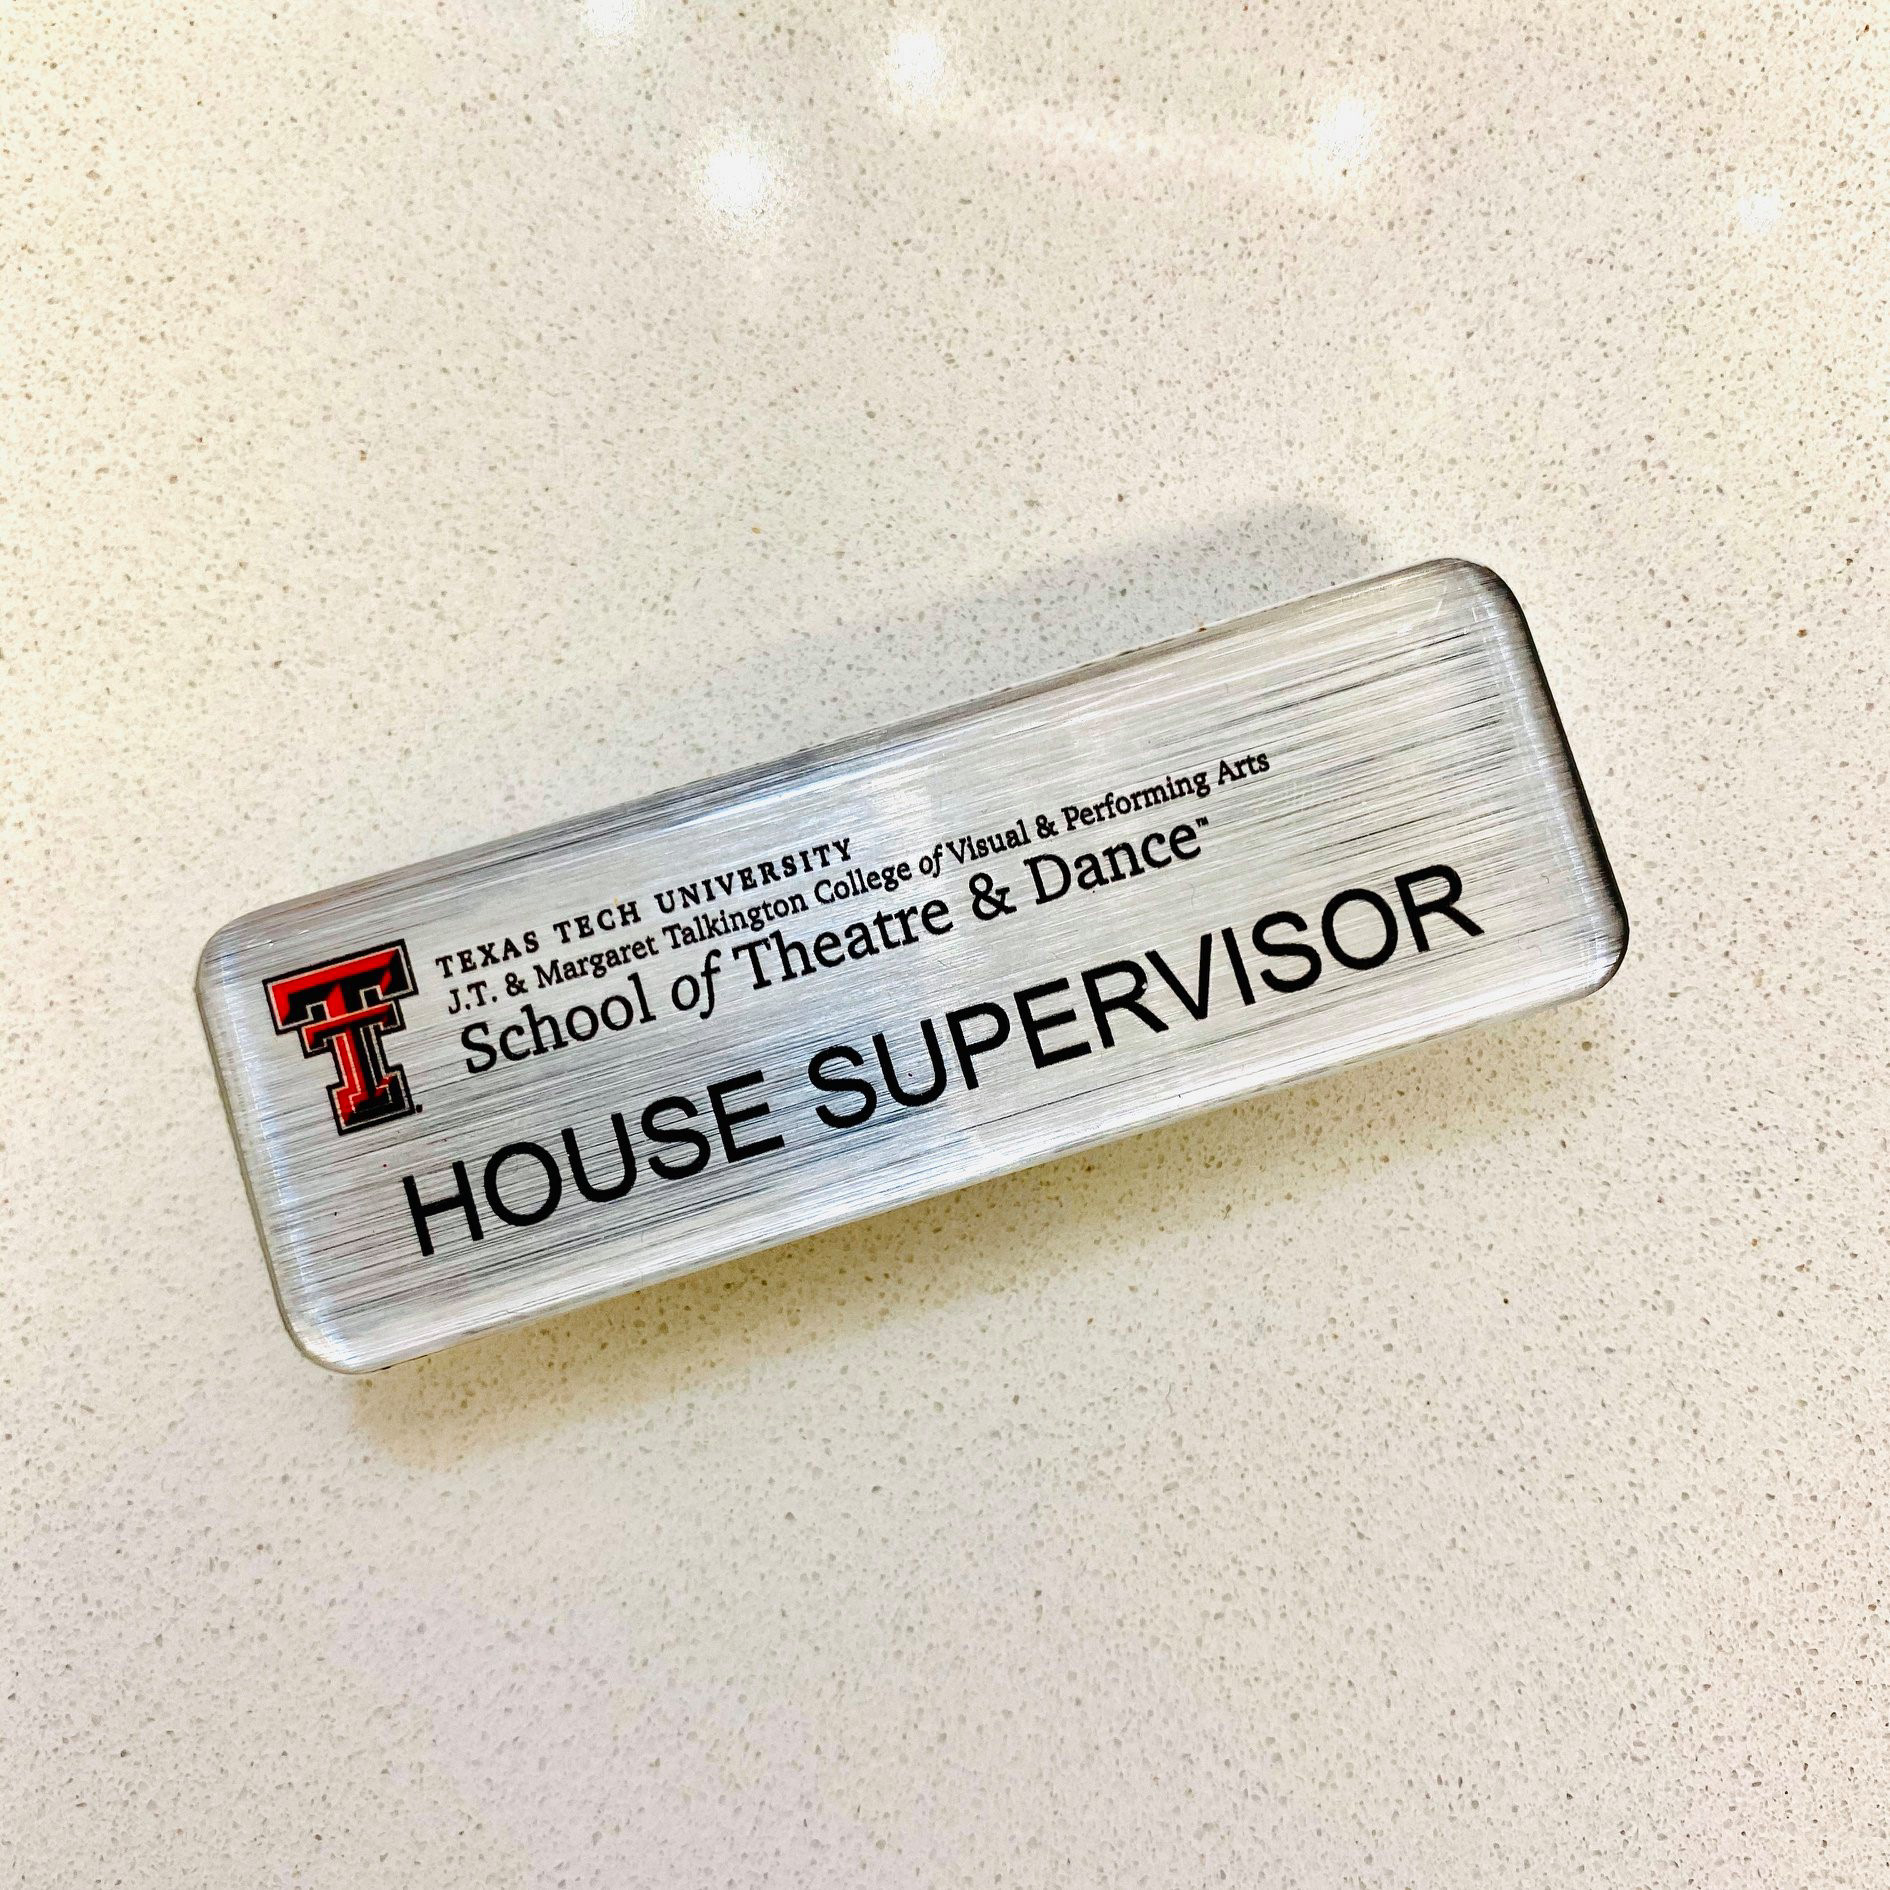 TEXAS TECH UNIVERSITY
J.T. & Margaret Talkington College of Visual & Performing Arts
School of Theatre & Dance™
HOUSE SUPERVISOR